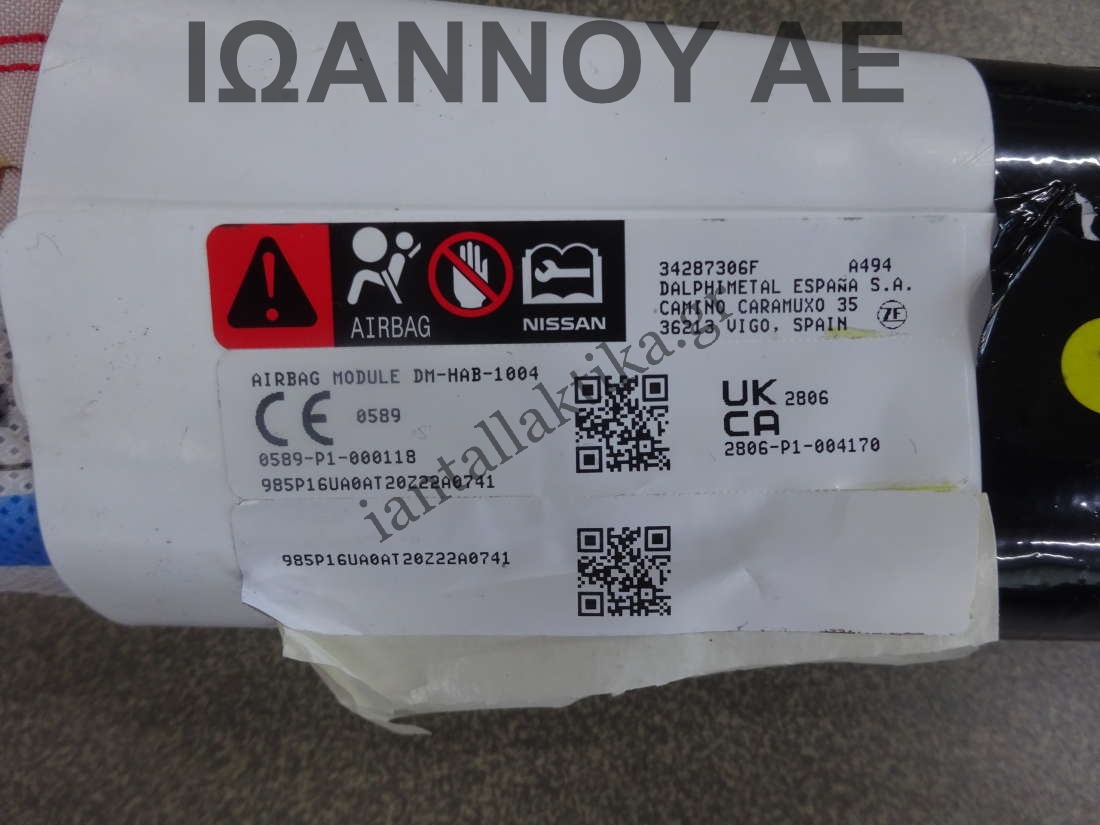 ΙΩΑΝΝΟΥ ΑΕ
AIRBAG
NISSAN
34287306F A494
DALPHIMETAL ESPAÑA S.A.
CAMINO CARAMUXO 35
36213 VIGO, SPAIN
ZF
AIRBAG MODULE DM-HAB-1004
CE 0589
0589-P1-000118
985P16UA0AT20Z22A0741
UK
CA
2806
2806-P1-004170
985P16UA0AT20Z22A0741
iantallaktika.gr